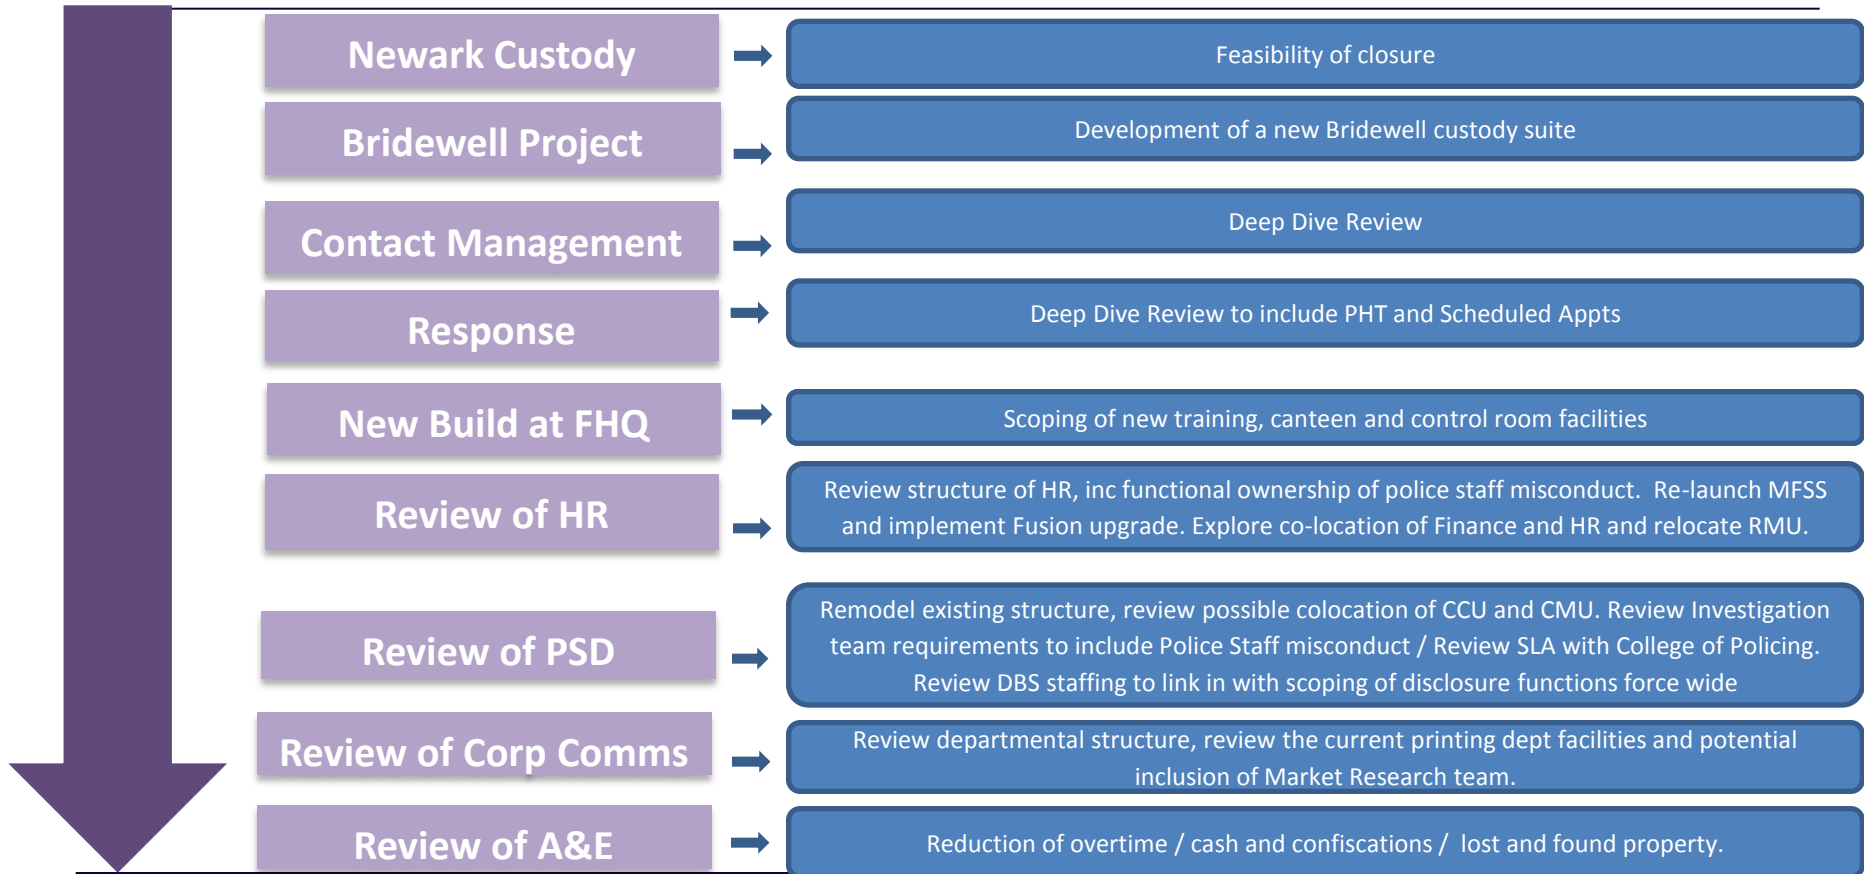 Newark Custody
Feasibility of closure
Bridewell Project
Development of a new Bridewell custody suite
Contact Management
Deep Dive Review
Response
Deep Dive Review to include PHT and Scheduled Appts
New Build at FHQ
Scoping of new training, canteen and control room facilities
Review of HR
Review structure of HR, inc functional ownership of police staff misconduct.  Re-launch MFSS
and implement Fusion upgrade. Explore co-location of Finance and HR and relocate RMU.
Review of PSD
Remodel existing structure, review possible colocation of CCU and CMU. Review Investigation
team requirements to include Police Staff misconduct / Review SLA with College of Policing.
Review DBS staffing to link in with scoping of disclosure functions force wide
Review of Corp Comms
Review departmental structure, review the current printing dept facilities and potential
inclusion of Market Research team.
Review of A&E
Reduction of overtime / cash and confiscations /  lost and found property.